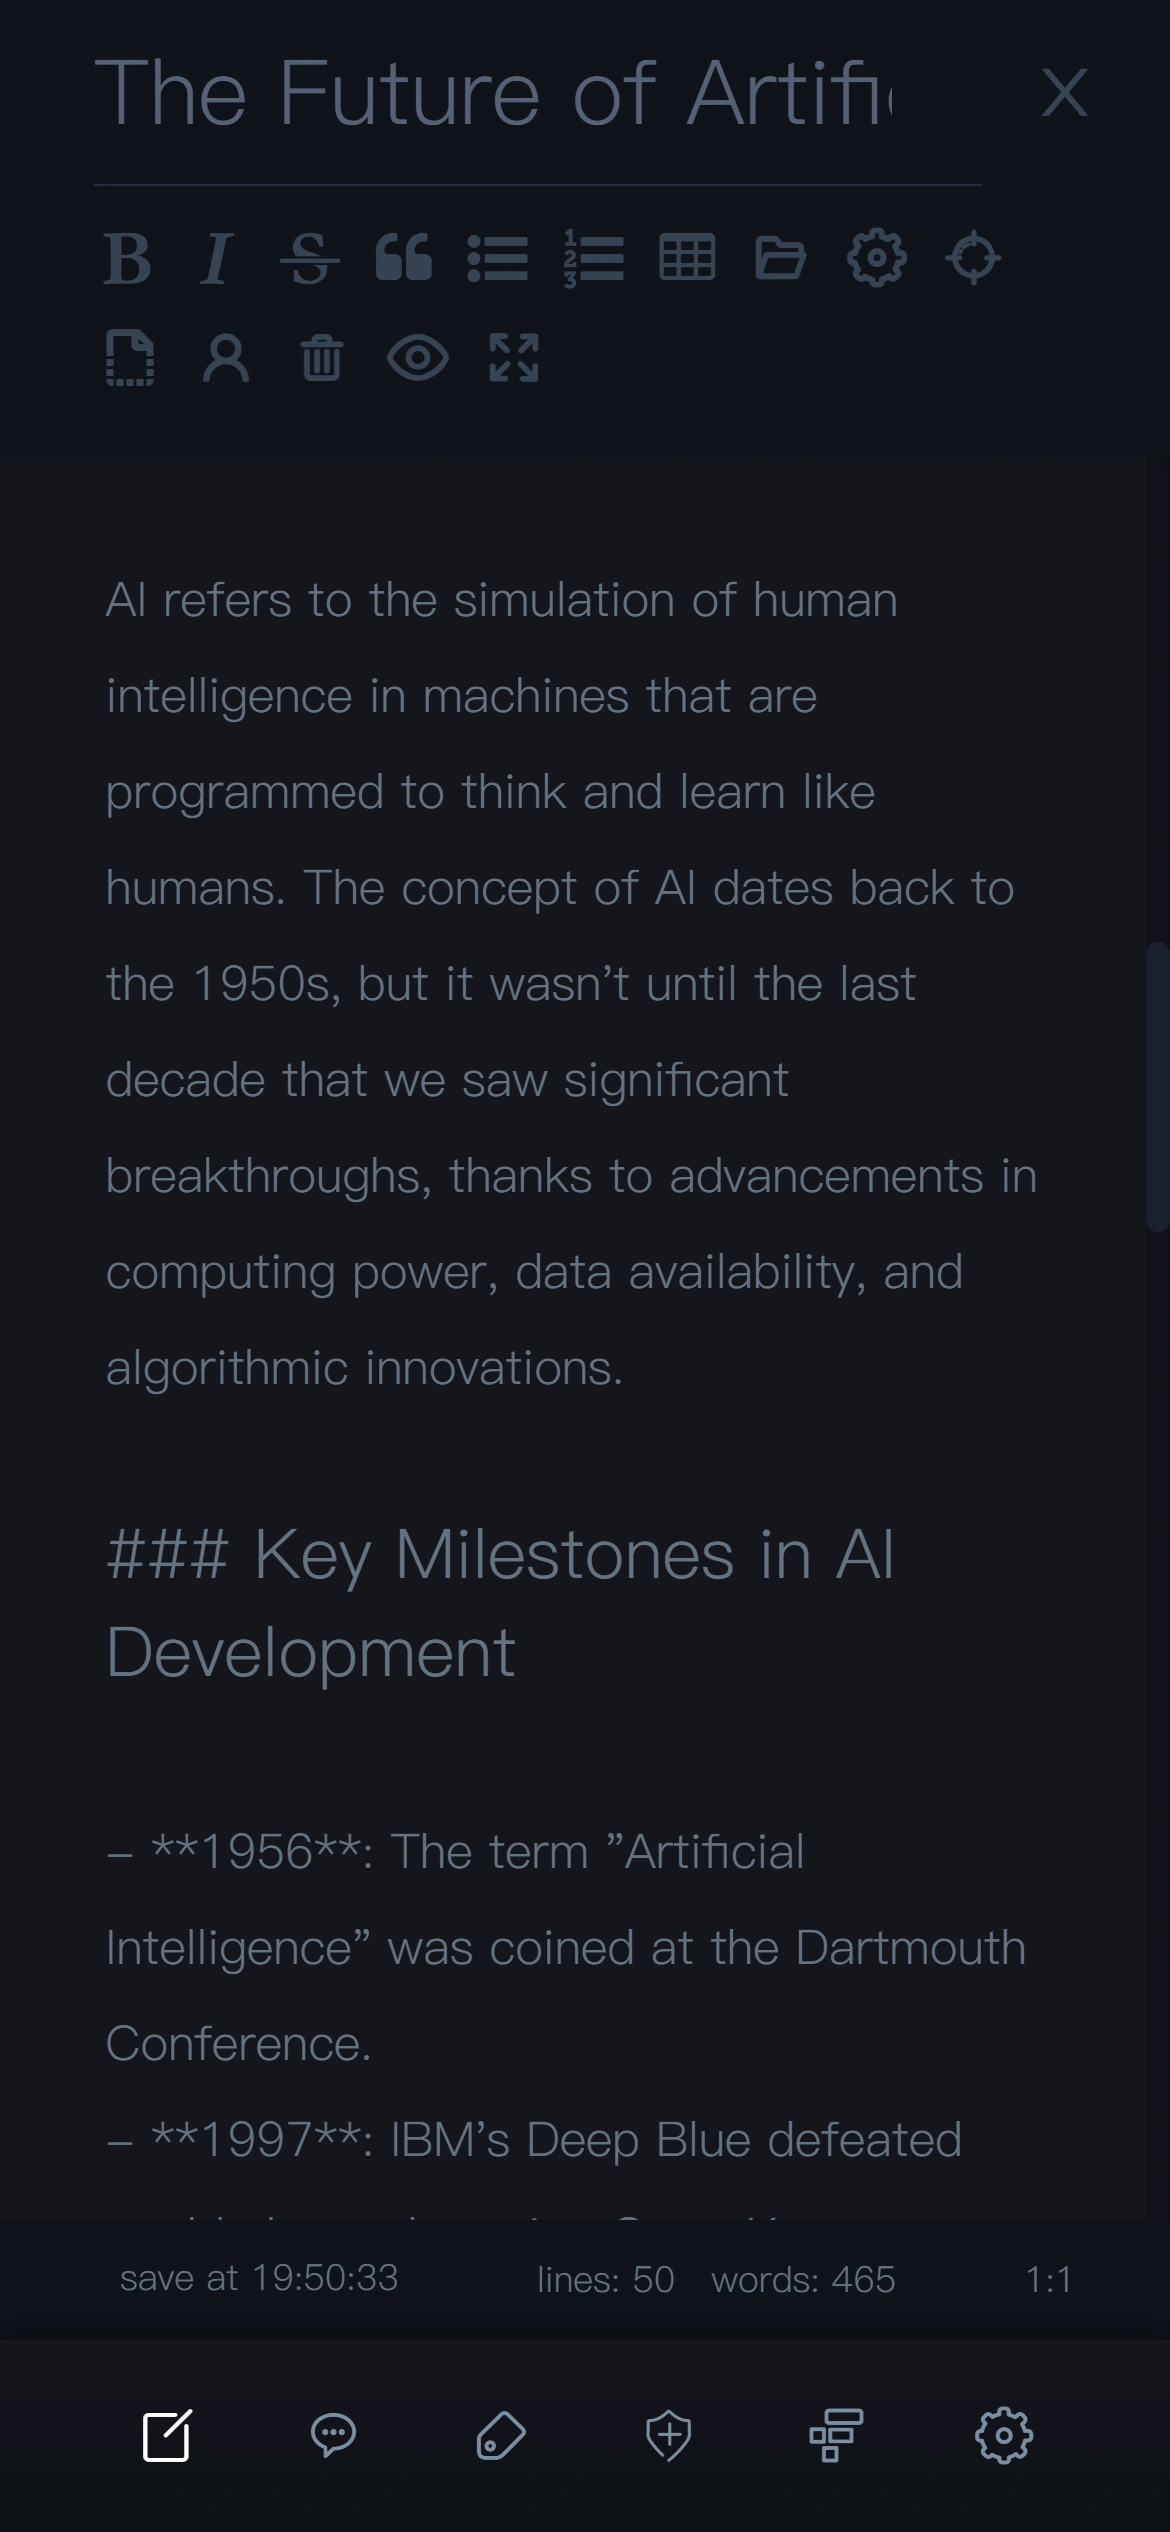 The Future of Artific
AI refers to the simulation of human
intelligence in machines that are
programmed to think and learn like
humans. The concept of AI dates back to
the 1950s, but it wasn’t until the last
decade that we saw significant
breakthroughs, thanks to advancements in
computing power, data availability, and
algorithmic innovations.
### Key Milestones in AI
Development
– **1956**: The term ”Artificial
Intelligence” was coined at the Dartmouth
Conference.
– **1997**: IBM’s Deep Blue defeated
save at 19:50:33 lines: 50 words: 465 1:1